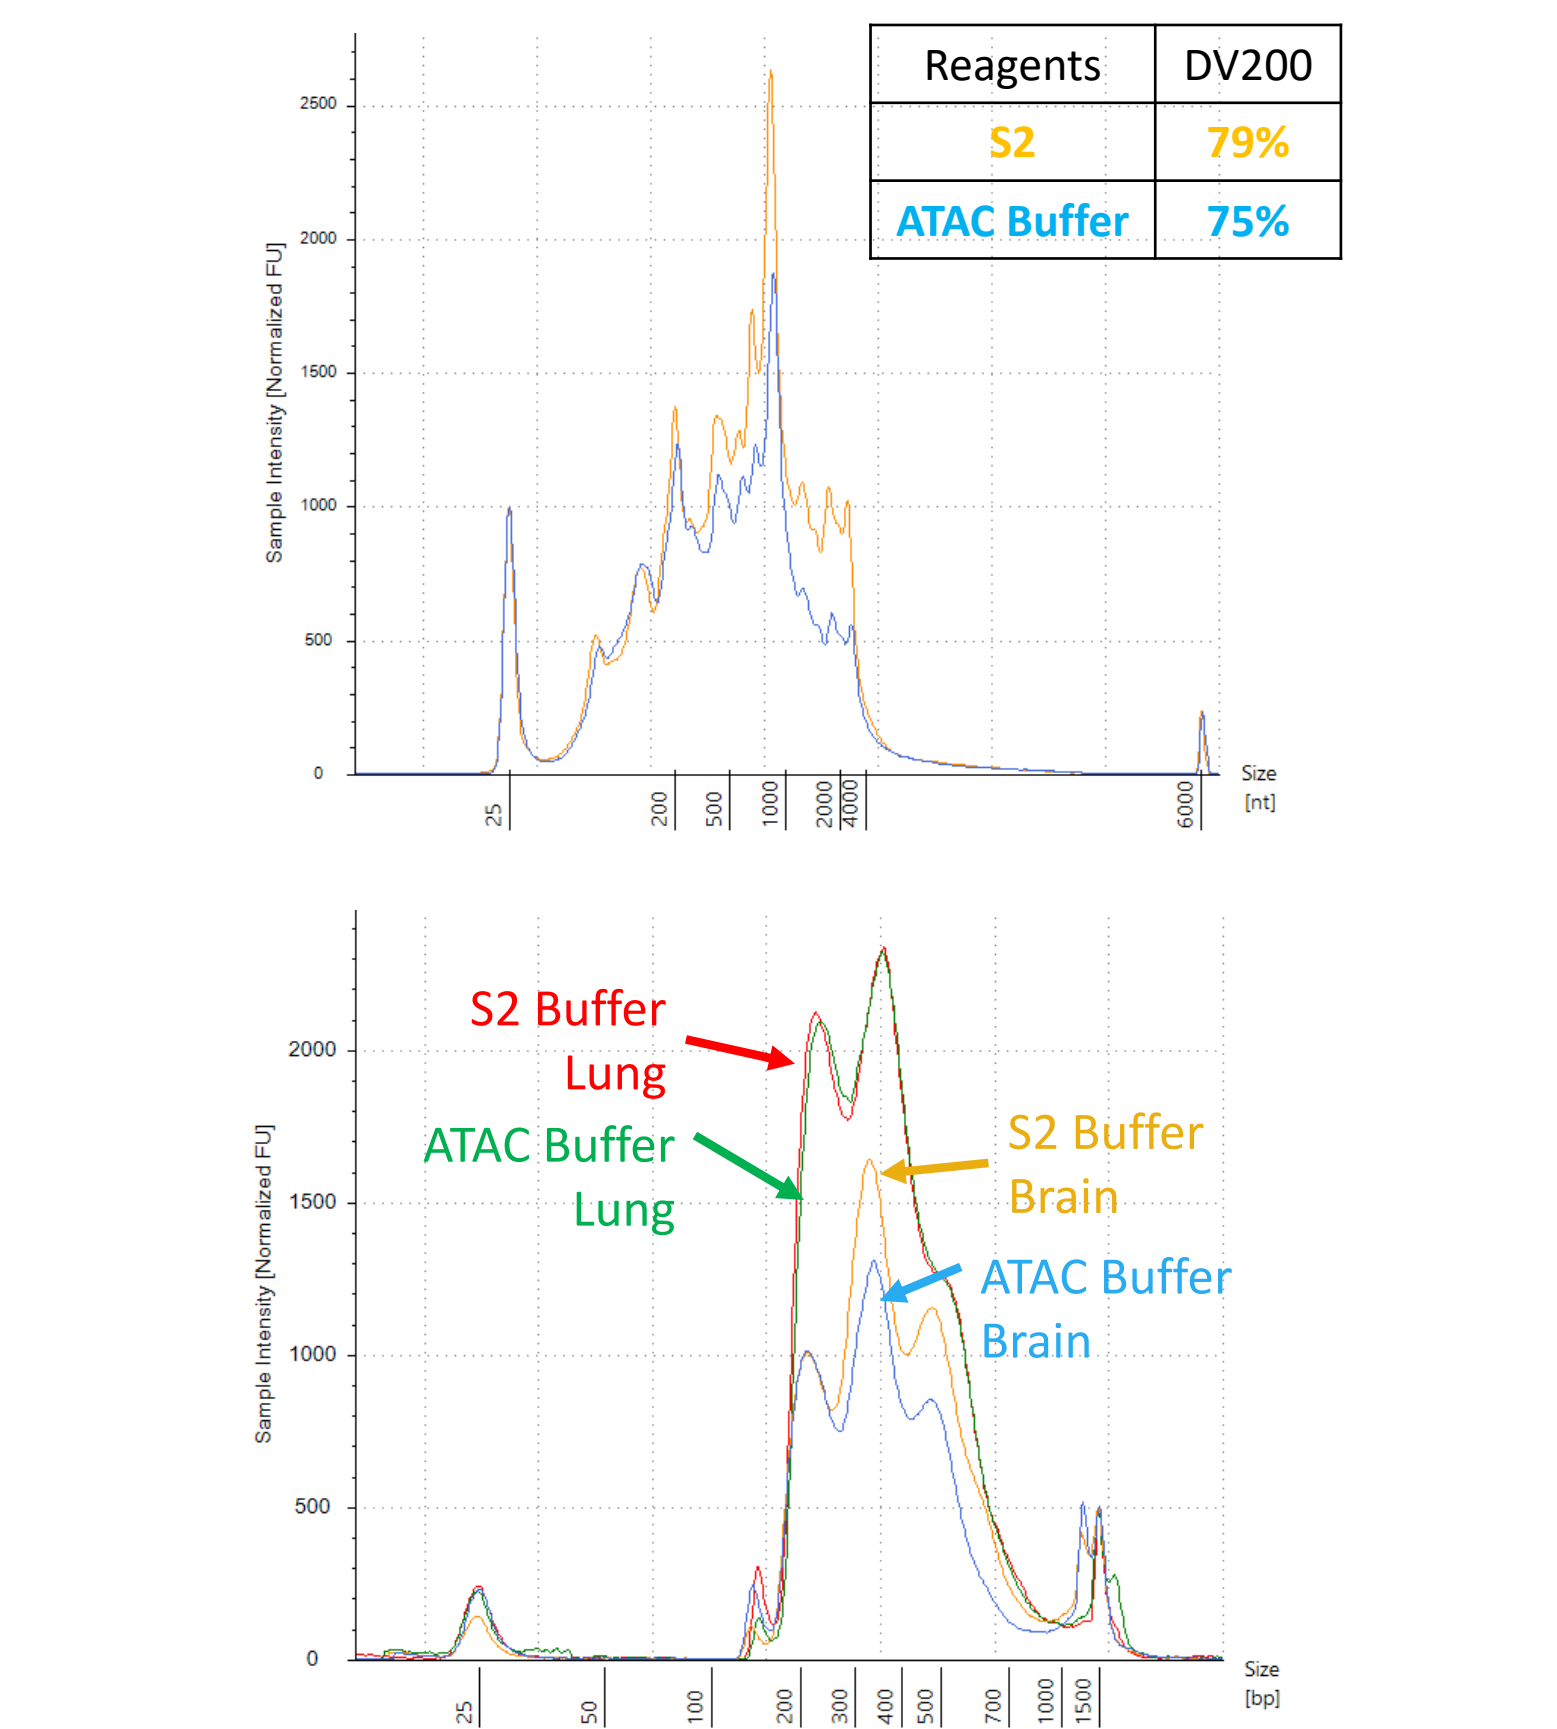 Reagents DV200
S2 79%
ATAC Buffer 75%
Sample Intensity [Normalized FU]
2500
2000
1500
1000
500
0
25 200 500 1000 2000 4000 6000
Size
[nt]
S2 Buffer
Lung
ATAC Buffer
Lung
S2 Buffer
Brain
ATAC Buffer
Brain
Sample Intensity [Normalized FU]
2000
1500
1000
500
0
25 50 100 200 300 400 500 700 1000 1500
Size
[bp]